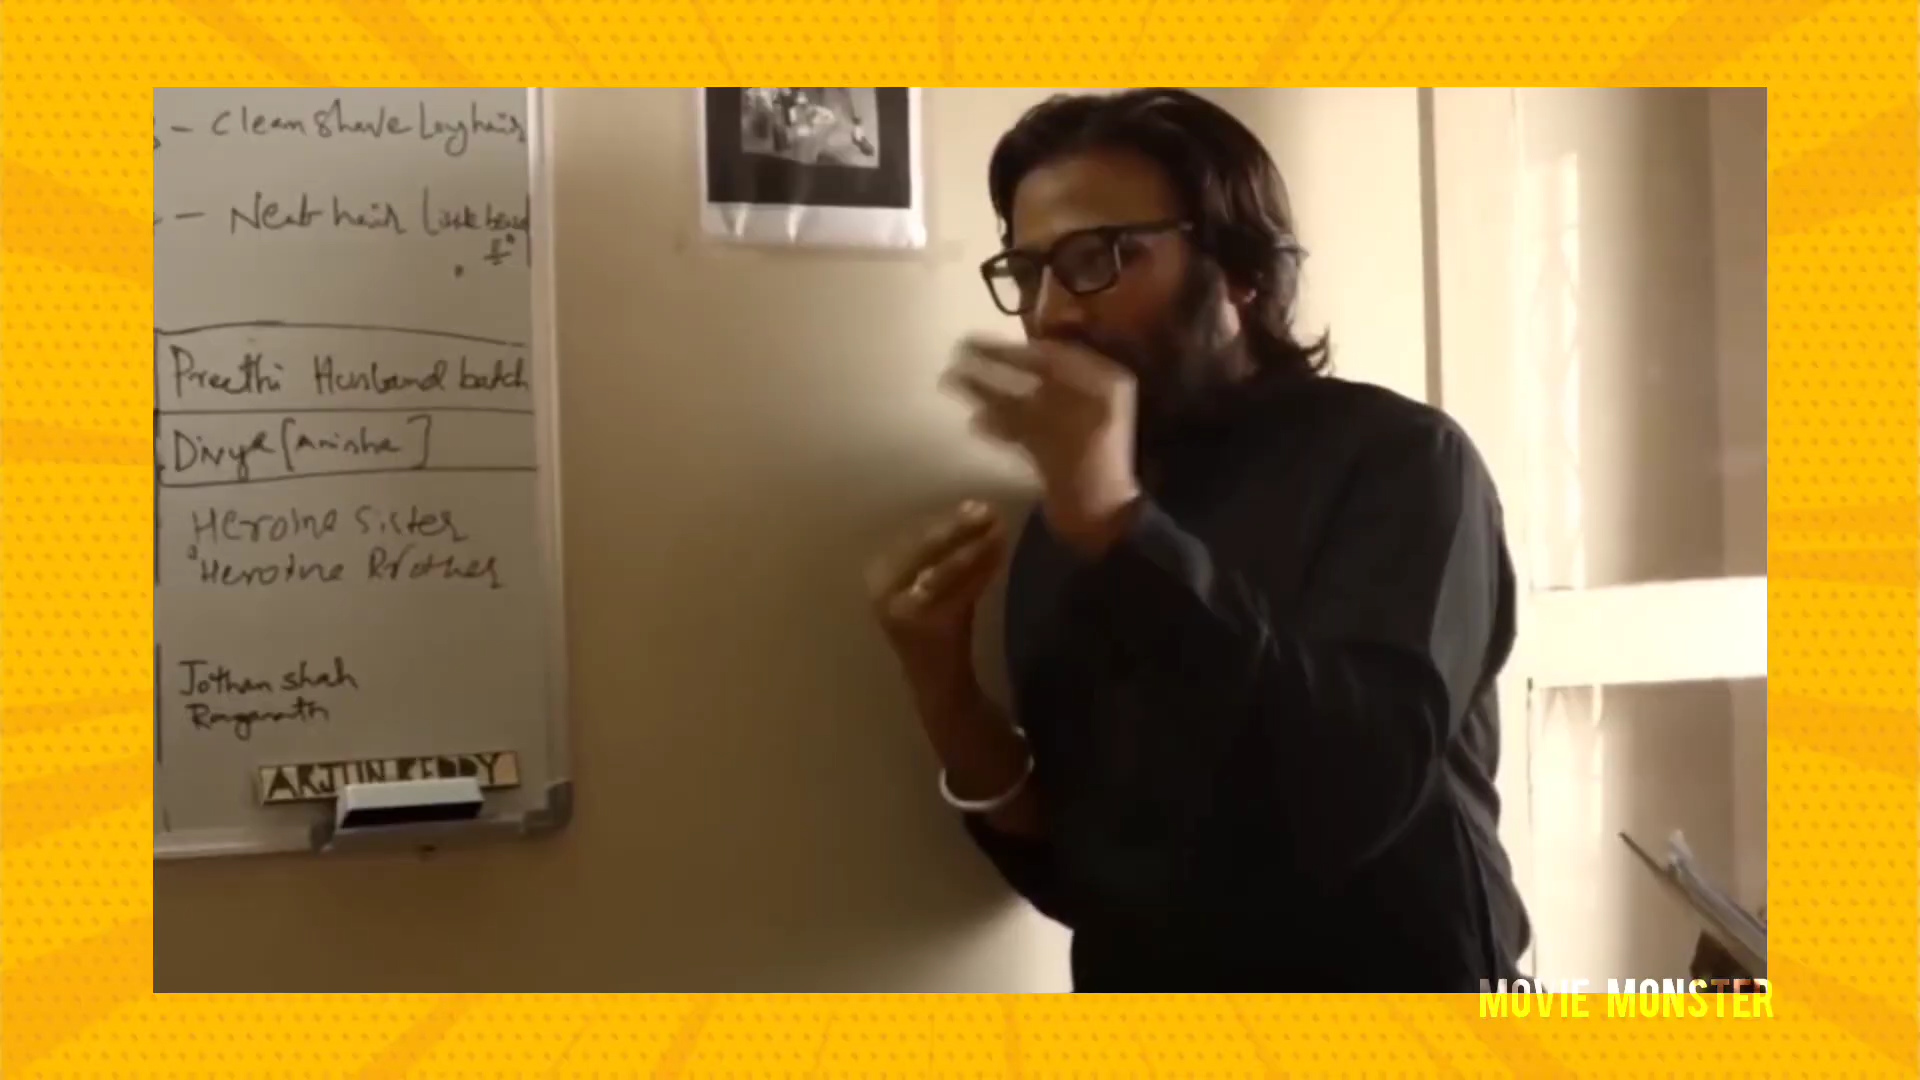 - Clean Shave Long hair
- Neat hair
Preethi Husband batch
Divya [Anisha]
Heroine Sister
Heroine Brother
Jothan shah
Ranganath
ARJUN REDDY
MOVIE MONSTER